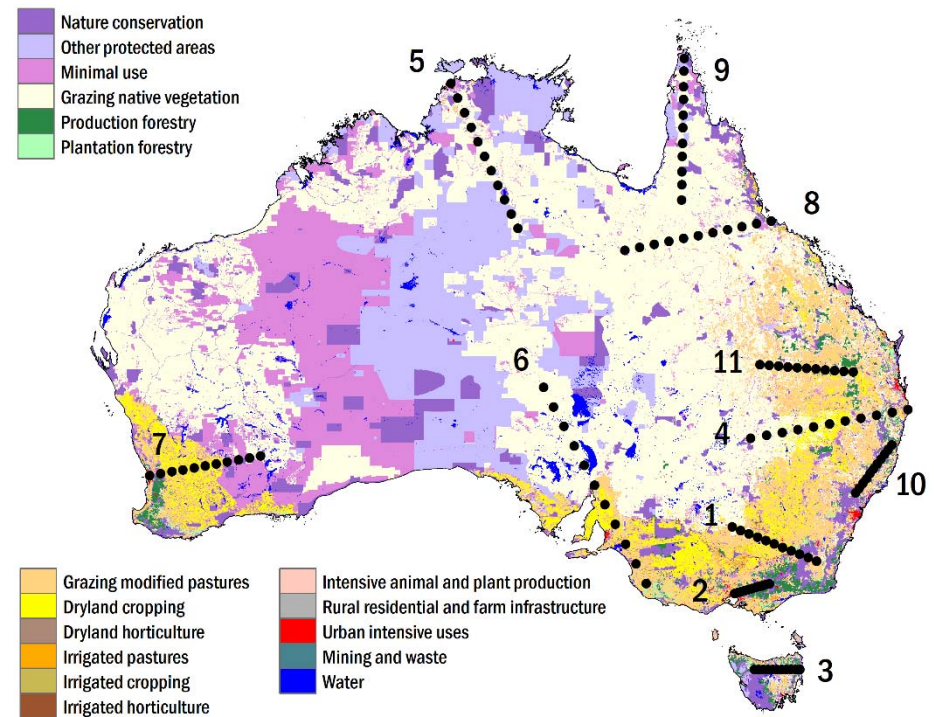 Nature conservation
Other protected areas
Minimal use
Grazing native vegetation
Production forestry
Plantation forestry
5
9
8
6
11
4
7
10
1
2
3
Grazing modified pastures
Dryland cropping
Dryland horticulture
Irrigated pastures
Irrigated cropping
Irrigated horticulture
Intensive animal and plant production
Rural residential and farm infrastructure
Urban intensive uses
Mining and waste
Water